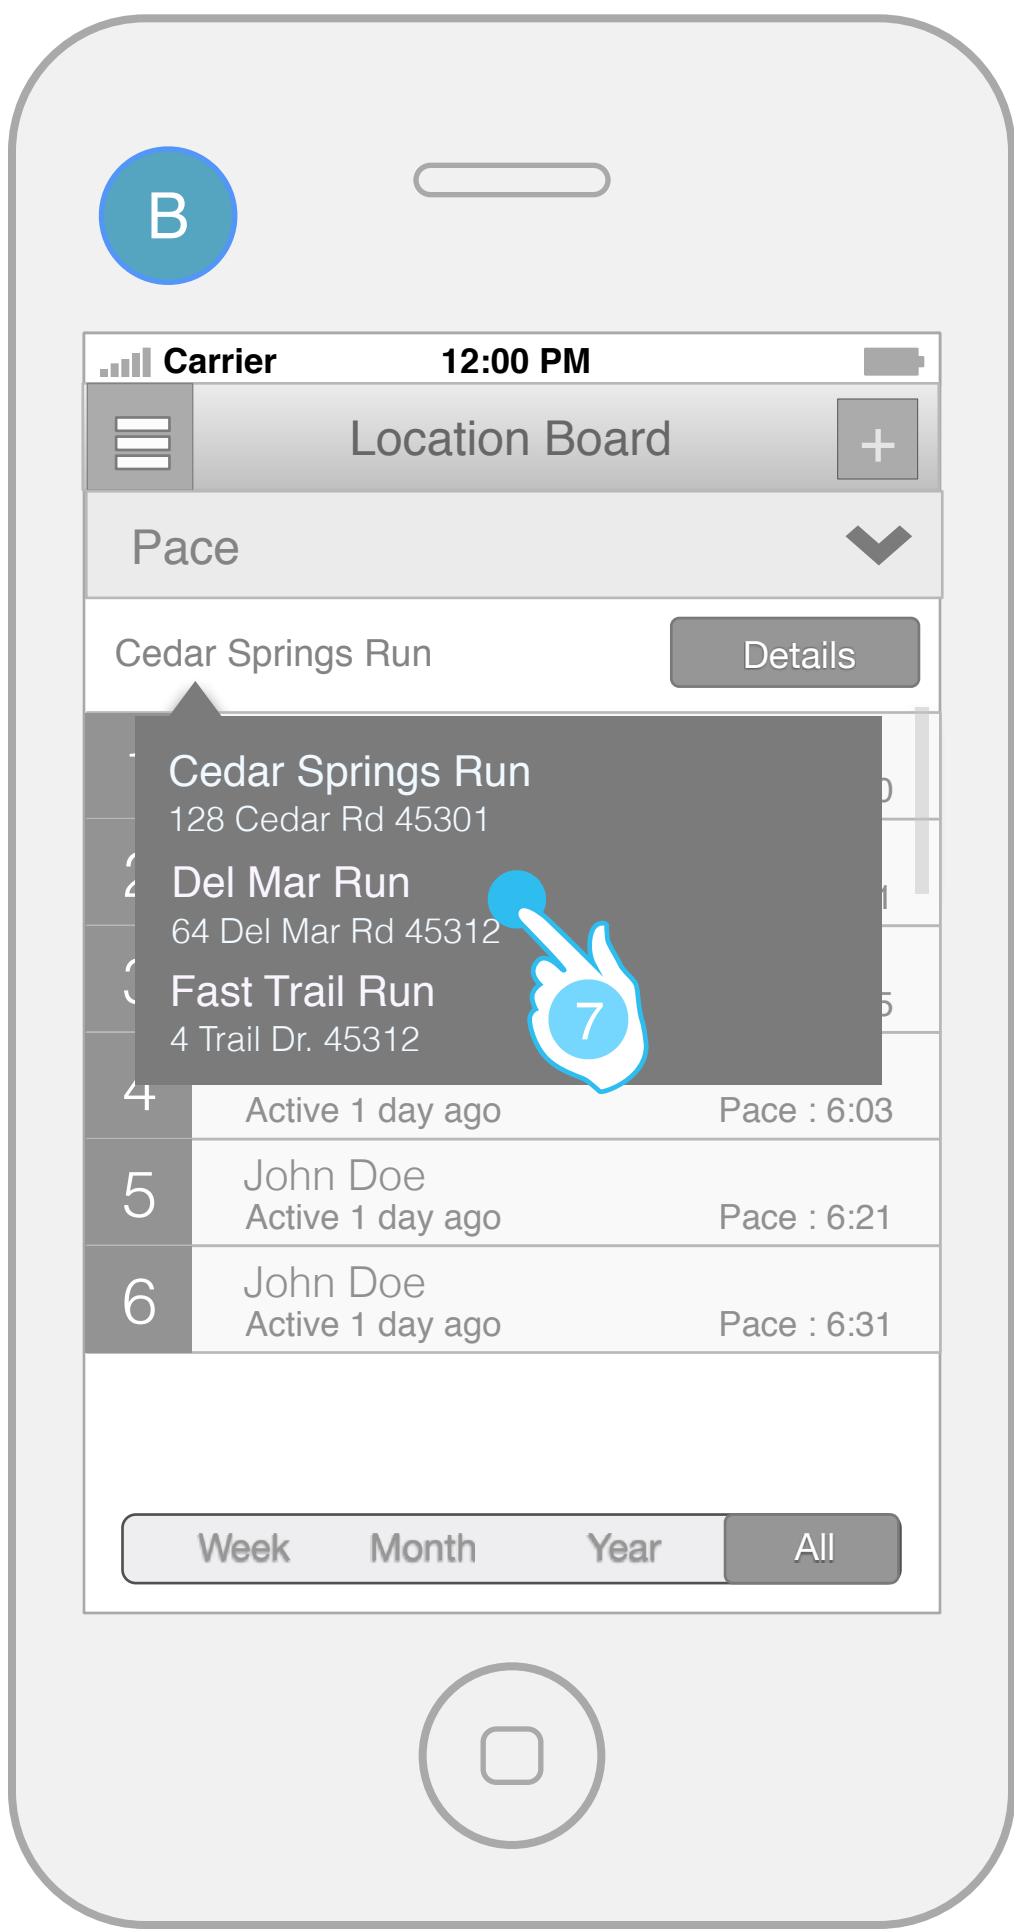 B
Carrier 12:00 PM
Location Board +
Pace
Cedar Springs Run Details
Cedar Springs Run
128 Cedar Rd 45301
Del Mar Run
64 Del Mar Rd 45312
Fast Trail Run
4 Trail Dr. 45312
7
4
Active 1 day ago Pace : 6:03
5 John Doe
Active 1 day ago Pace : 6:21
6 John Doe
Active 1 day ago Pace : 6:31
Week Month Year All